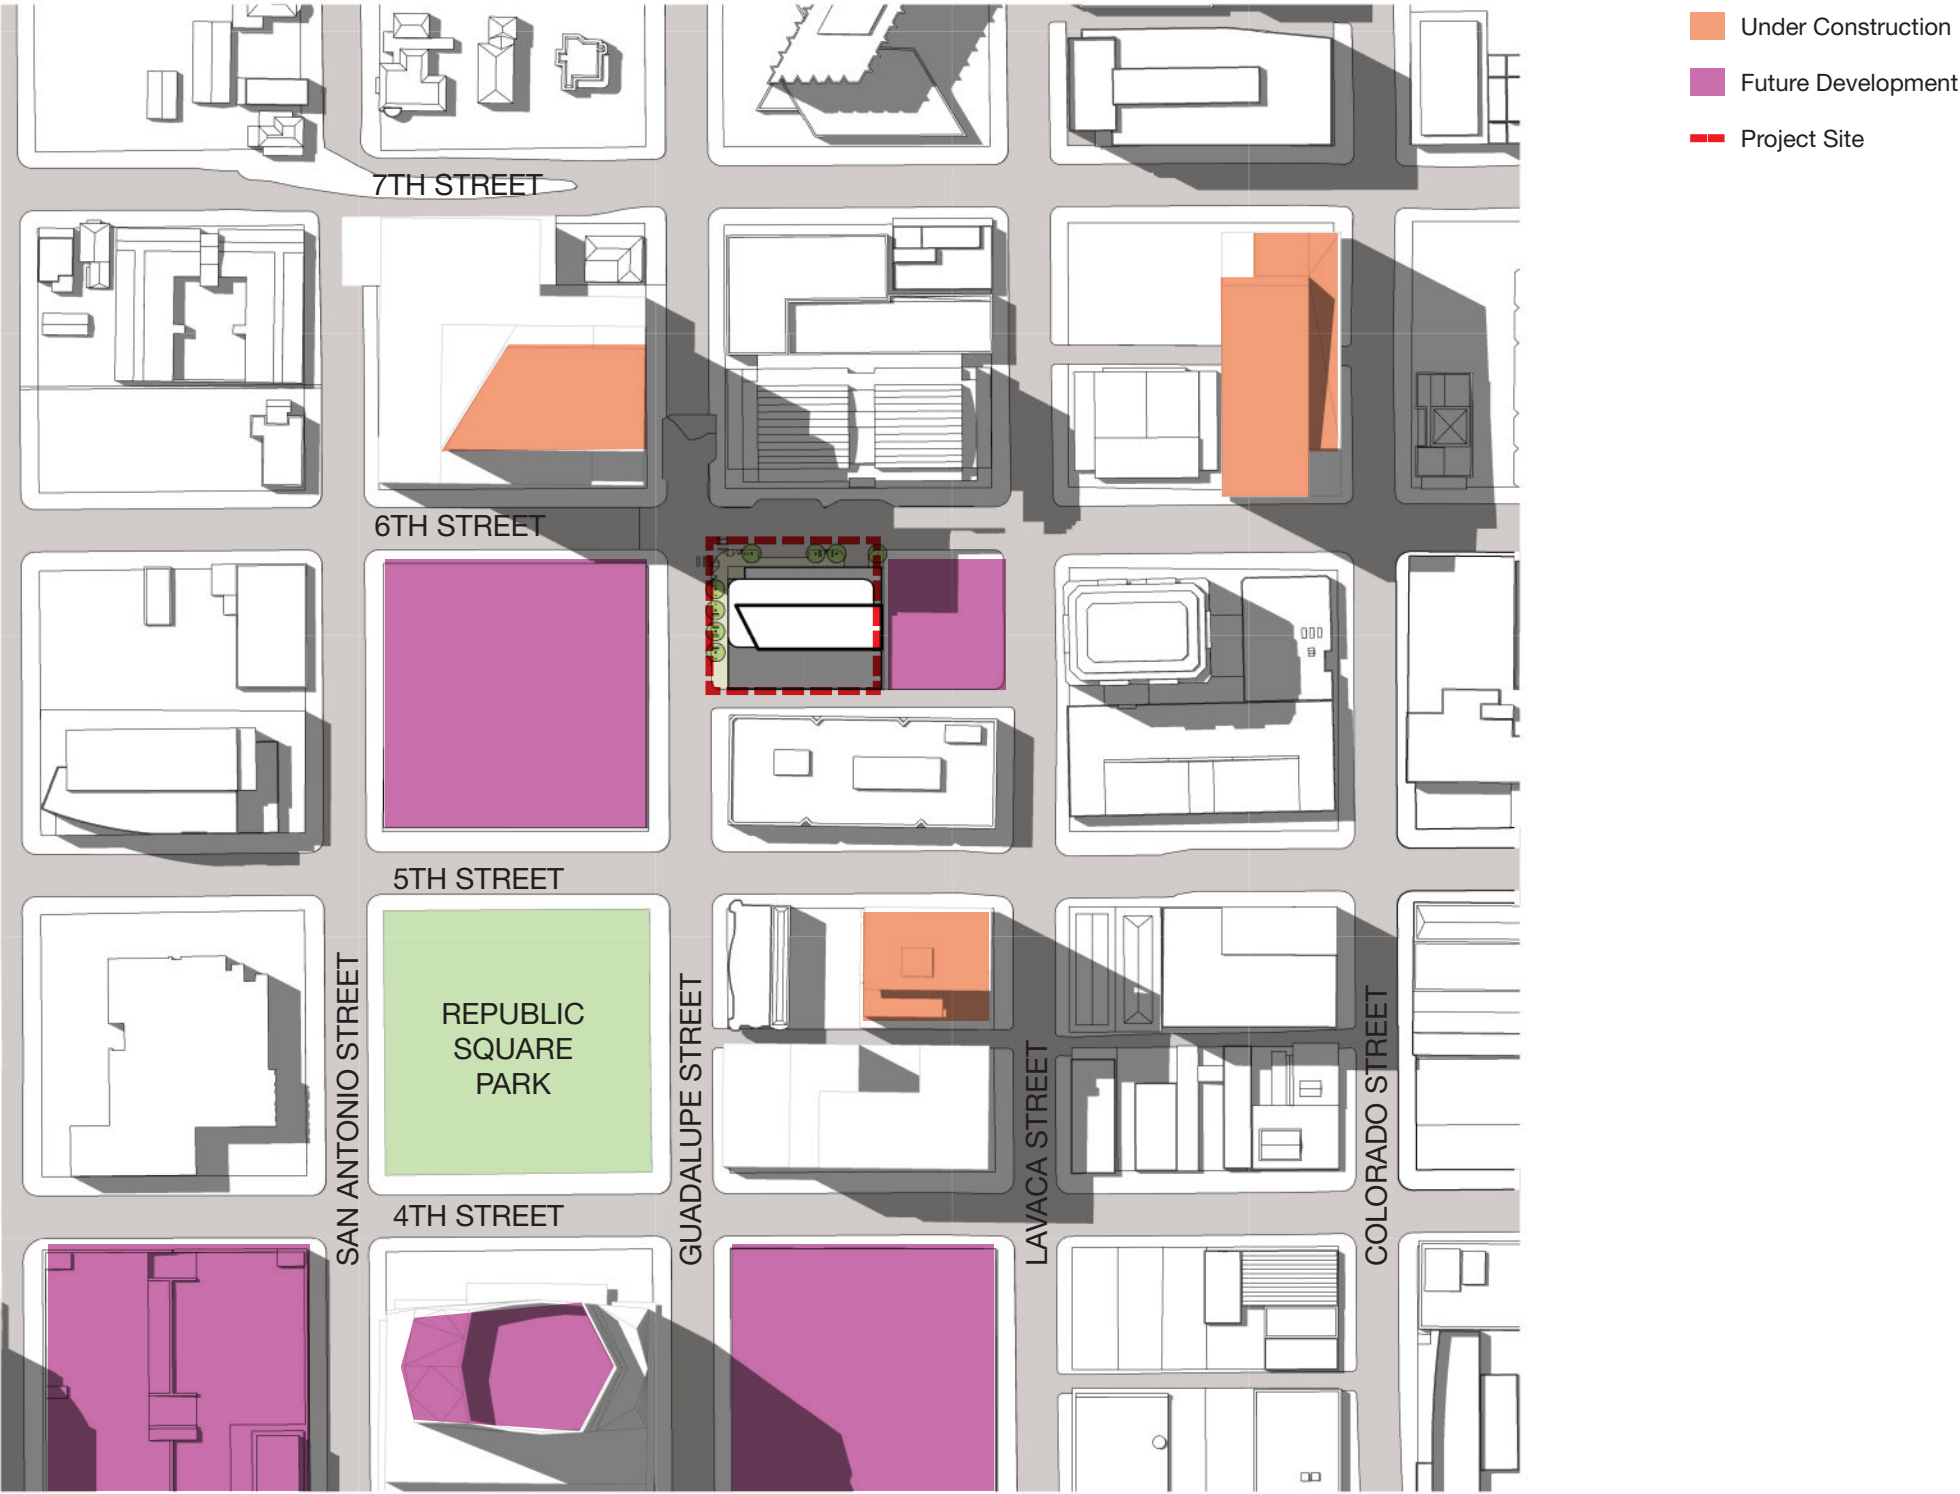 Under Construction
Future Development
Project Site
7TH STREET
6TH STREET
5TH STREET
REPUBLIC
SQUARE
PARK
4TH STREET
SAN ANTONIO STREET
GUADALUPE STREET
LAVACA STREET
COLORADO STREET